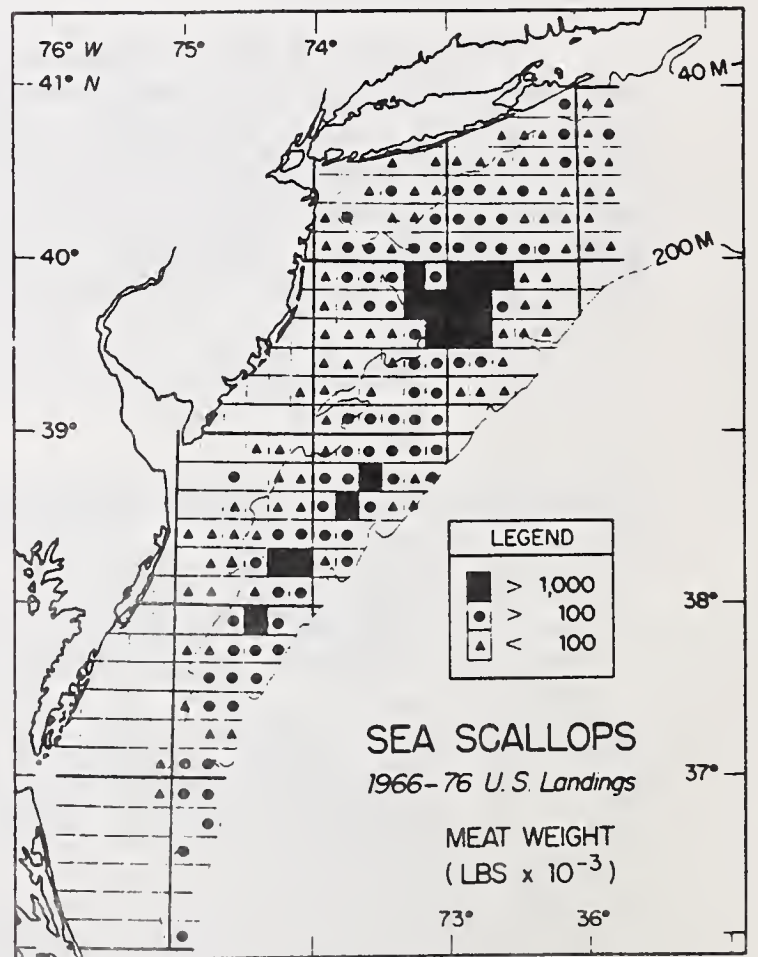 76° W 75° 74°
41° N
40 M
200 M
40°
39°
LEGEND
> 1,000
> 100
< 100
38°
SEA SCALLOPS
1966-76 U.S. Landings
37°
MEAT WEIGHT
(LBS x 10⁻³)
73° 36°